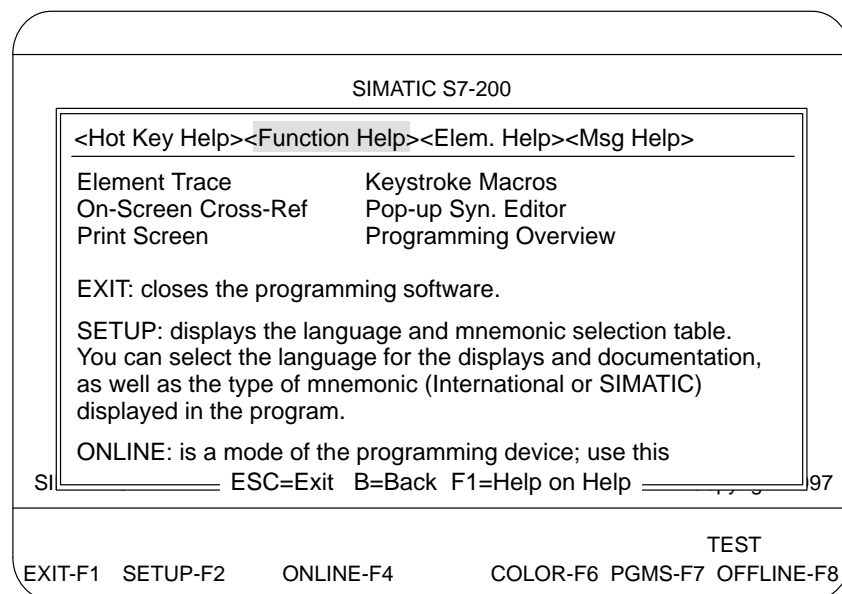 SIMATIC S7-200
<Hot Key Help><Function Help><Elem. Help><Msg Help>
Element Trace Keystroke Macros
On-Screen Cross-Ref Pop-up Syn. Editor
Print Screen Programming Overview
EXIT: closes the programming software.
SETUP: displays the language and mnemonic selection table.
You can select the language for the displays and documentation,
as well as the type of mnemonic (International or SIMATIC)
displayed in the program.
ONLINE: is a mode of the programming device; use this
ESC=Exit B=Back F1=Help on Help
TEST
EXIT-F1 SETUP-F2 ONLINE-F4 COLOR-F6 PGMS-F7 OFFLINE-F8